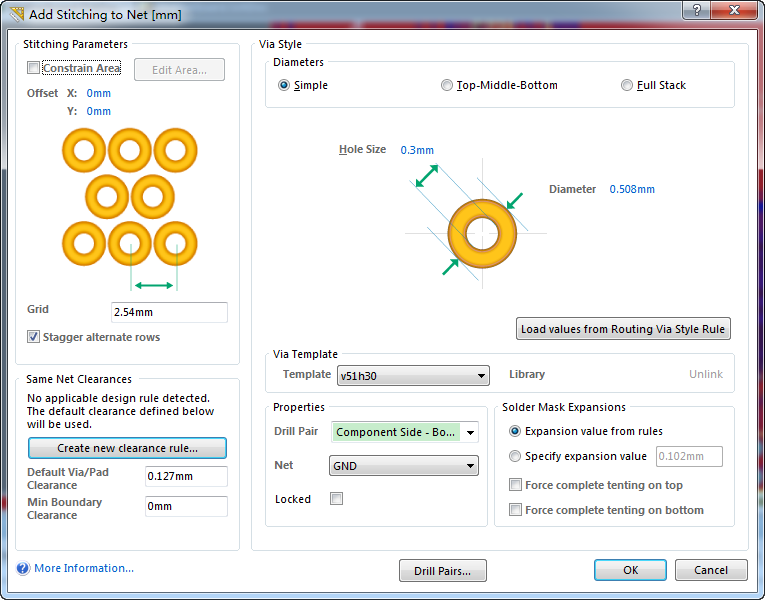 Add Stitching to Net [mm]
?
Stitching Parameters
Constrain Area
Edit Area...
Offset X: 0mm
Y: 0mm
Grid
2.54mm
Stagger alternate rows
Same Net Clearances
No applicable design rule detected.
The default clearance defined below
will be used.
Create new clearance rule...
Default Via/Pad
Clearance
0.127mm
Min Boundary
Clearance
0mm
Via Style
Diameters
Simple
Top-Middle-Bottom
Full Stack
Hole Size 0.3mm
Diameter 0.508mm
Load values from Routing Via Style Rule
Via Template
Template v51h30
Library
Unlink
Properties
Drill Pair Component Side - Bo...
Net GND
Locked
Solder Mask Expansions
Expansion value from rules
Specify expansion value 0.102mm
Force complete tenting on top
Force complete tenting on bottom
? More Information...
Drill Pairs...
OK
Cancel